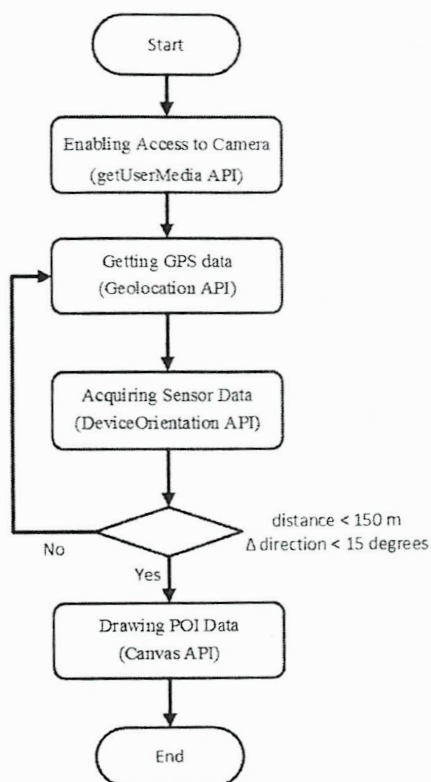 Start
Enabling Access to Camera
(getUserMedia API)
Getting GPS data
(Geolocation API)
Acquiring Sensor Data
(DeviceOrientation API)
distance < 150 m
Δ direction < 15 degrees
No
Yes
Drawing POI Data
(Canvas API)
End